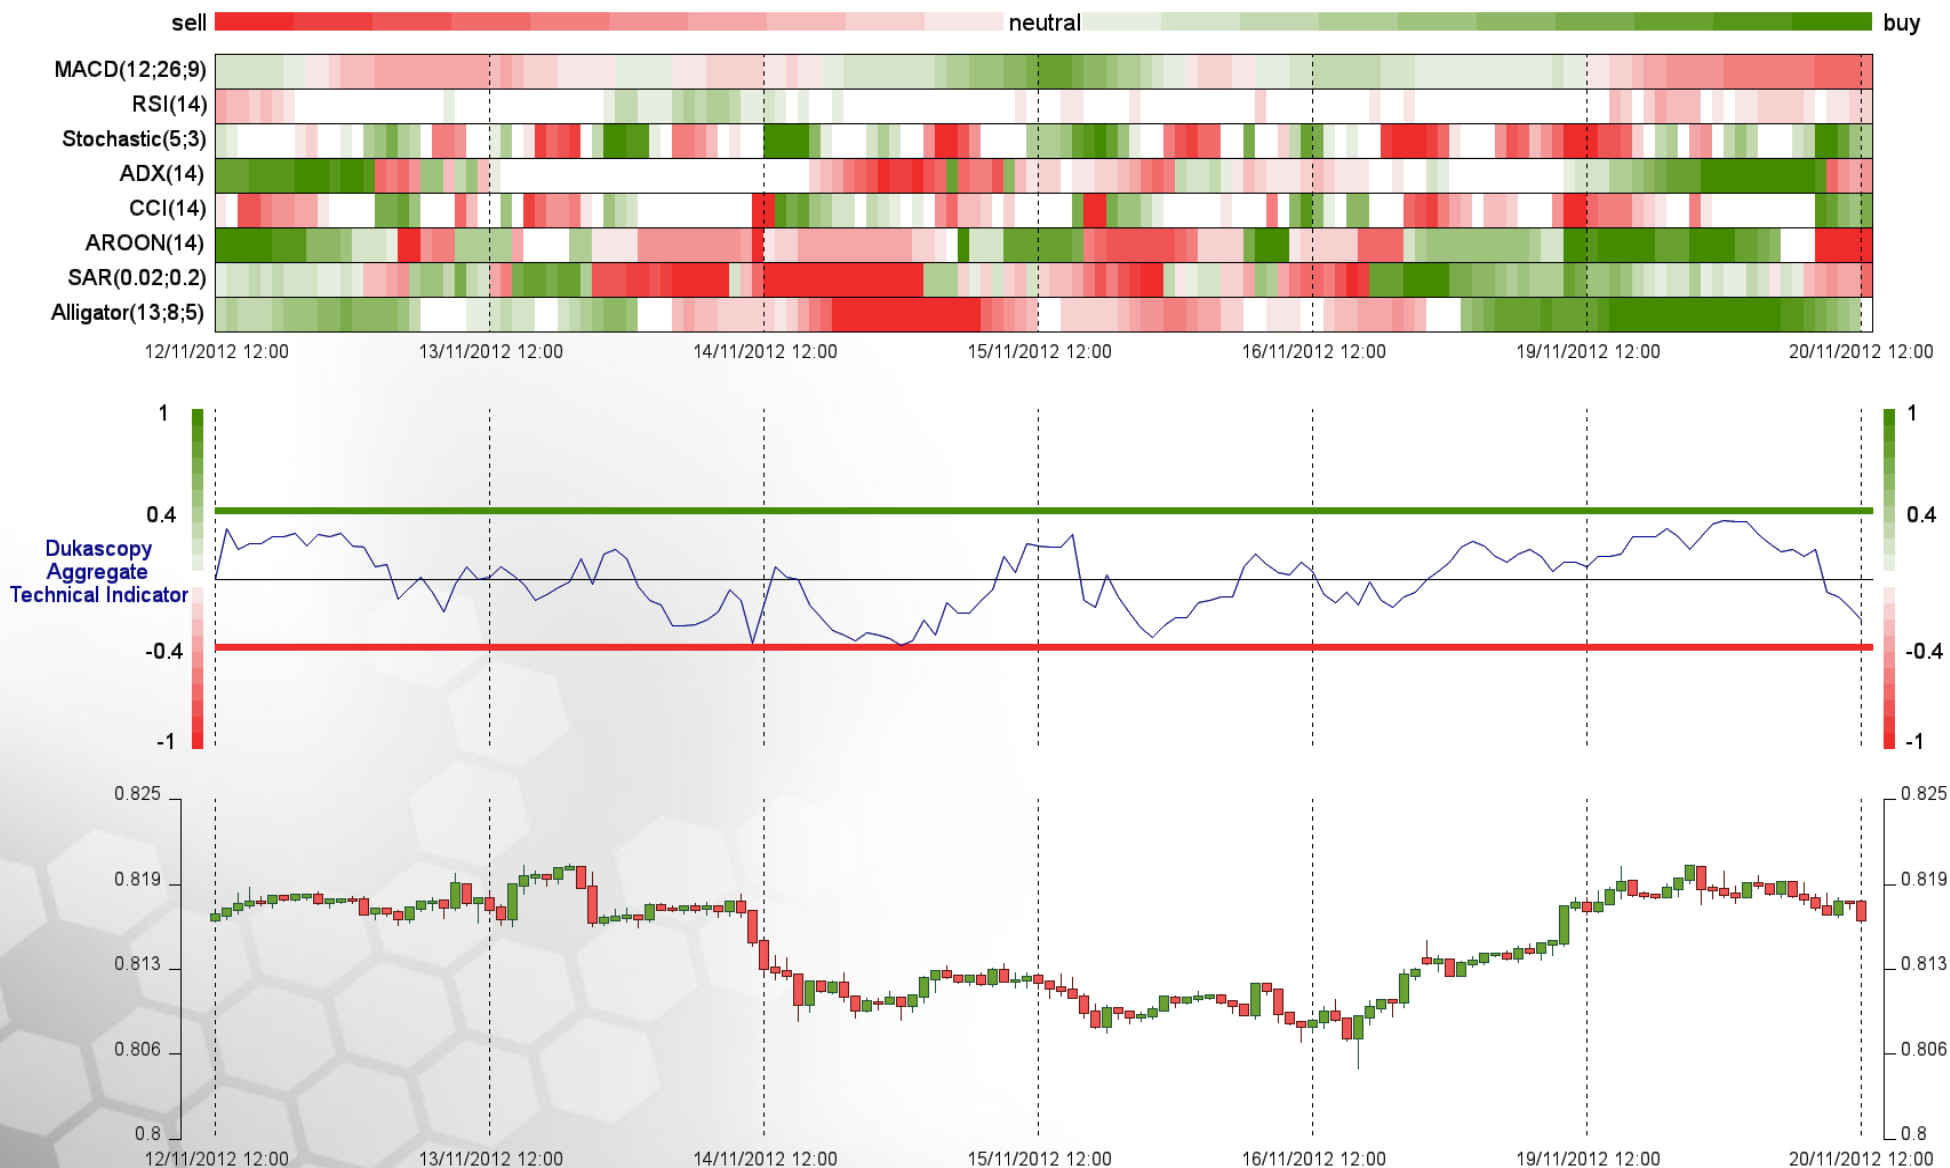 sell neutral buy
MACD(12;26;9)
RSI(14)
Stochastic(5;3)
ADX(14)
CCI(14)
AROON(14)
SAR(0.02;0.2)
Alligator(13;8;5)
12/11/2012 12:00 13/11/2012 12:00 14/11/2012 12:00 15/11/2012 12:00 16/11/2012 12:00 19/11/2012 12:00 20/11/2012 12:00
1 1
0.4 0.4
Dukascopy
Aggregate
Technical Indicator
-0.4 -0.4
-1 -1
0.825 0.825
0.819 0.819
0.813 0.813
0.806 0.806
0.8 0.8
12/11/2012 12:00 13/11/2012 12:00 14/11/2012 12:00 15/11/2012 12:00 16/11/2012 12:00 19/11/2012 12:00 20/11/2012 12:00